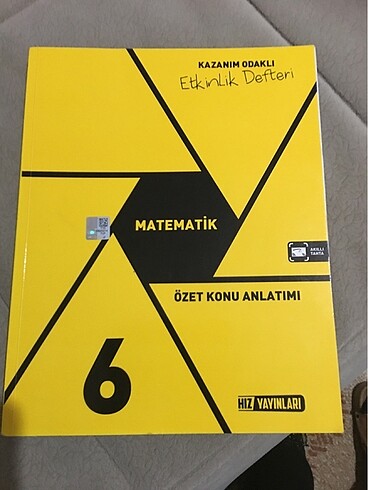 KAZANIM ODAKLI
Etkinlik Defteri
MATEMATİK
AKILLI
TAHTA
ÖZET KONU ANLATIMI
6
HIZ YAYINLARI